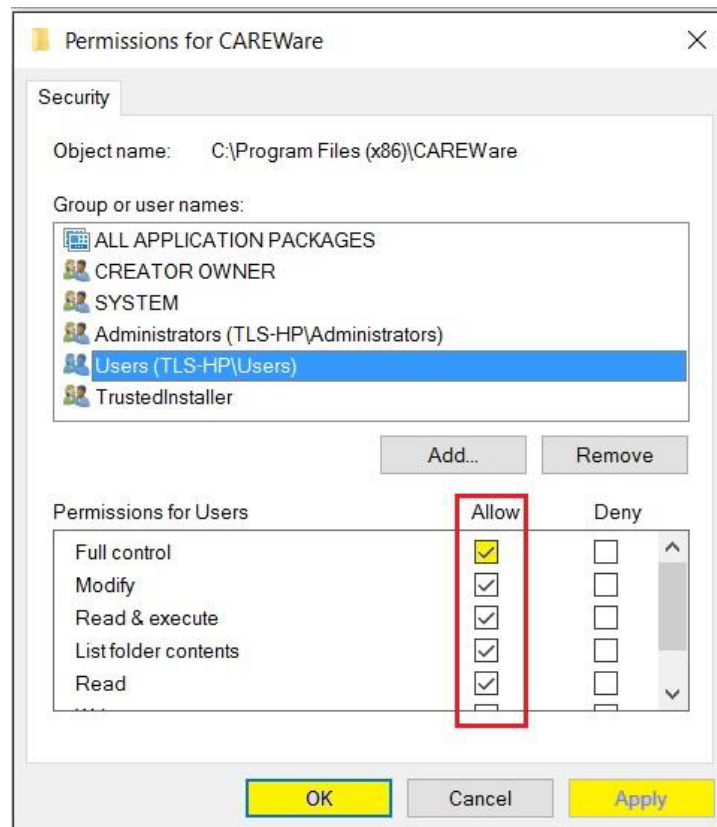 Permissions for CAREWare
Security
Object name: C:\Program Files (x86)\CAREWare
Group or user names:
ALL APPLICATION PACKAGES
CREATOR OWNER
SYSTEM
Administrators (TLS-HP\Administrators)
Users (TLS-HP\Users)
TrustedInstaller
Add... Remove
Permissions for Users Allow Deny
Full control
Modify
Read & execute
List folder contents
Read
OK Cancel Apply